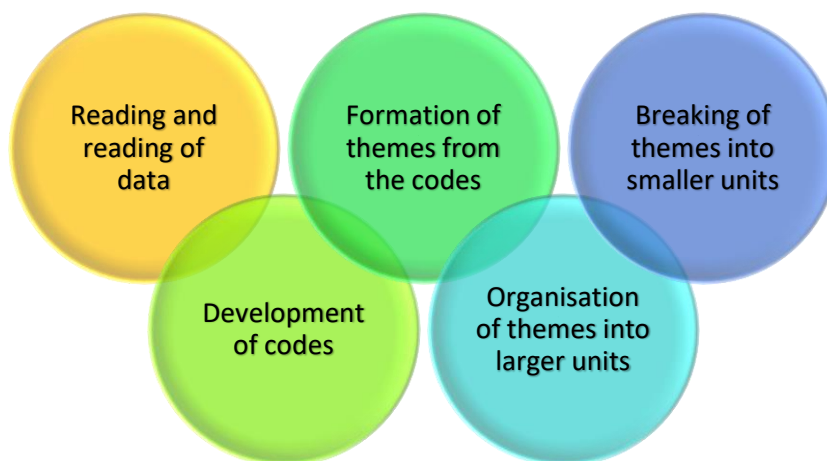 Reading and
reading of
data
Development
of codes
Formation of
themes from
the codes
Organisation
of themes into
larger units
Breaking of
themes into
smaller units